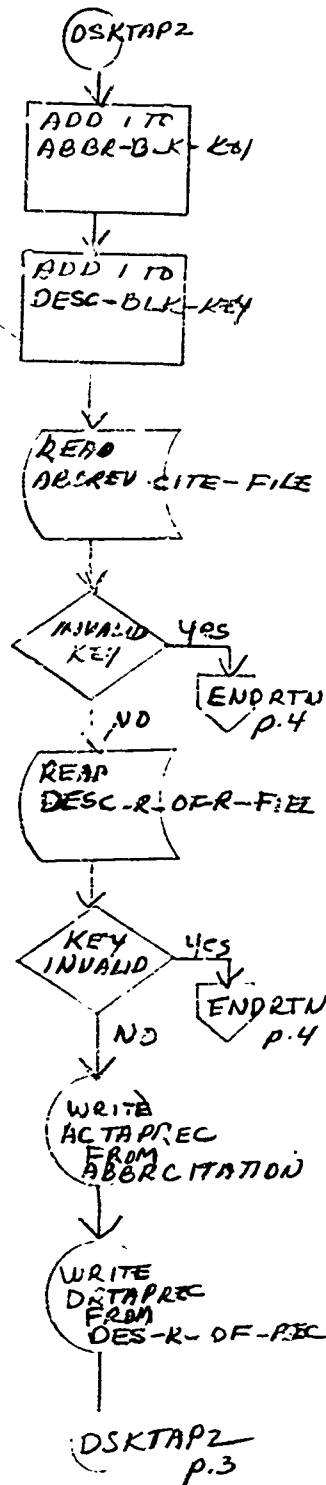 DSKTAP2
ADD 1 TO
ABBR-BLK-KEY
ADD 1 TO
DESC-BLK-KEY
READ
ABBREV-CITE-FILE
INVALID
KEY
YES
ENDRTN
P.4
NO
READ
DESC-R-OF-R-FILE
KEY
INVALID
YES
ENDRTN
P.4
NO
WRITE
ACTAPREC
FROM
ABBRCITATION
WRITE
DRTAPREC
FROM
DES-R-OF-REC
DSKTAP2
P.3